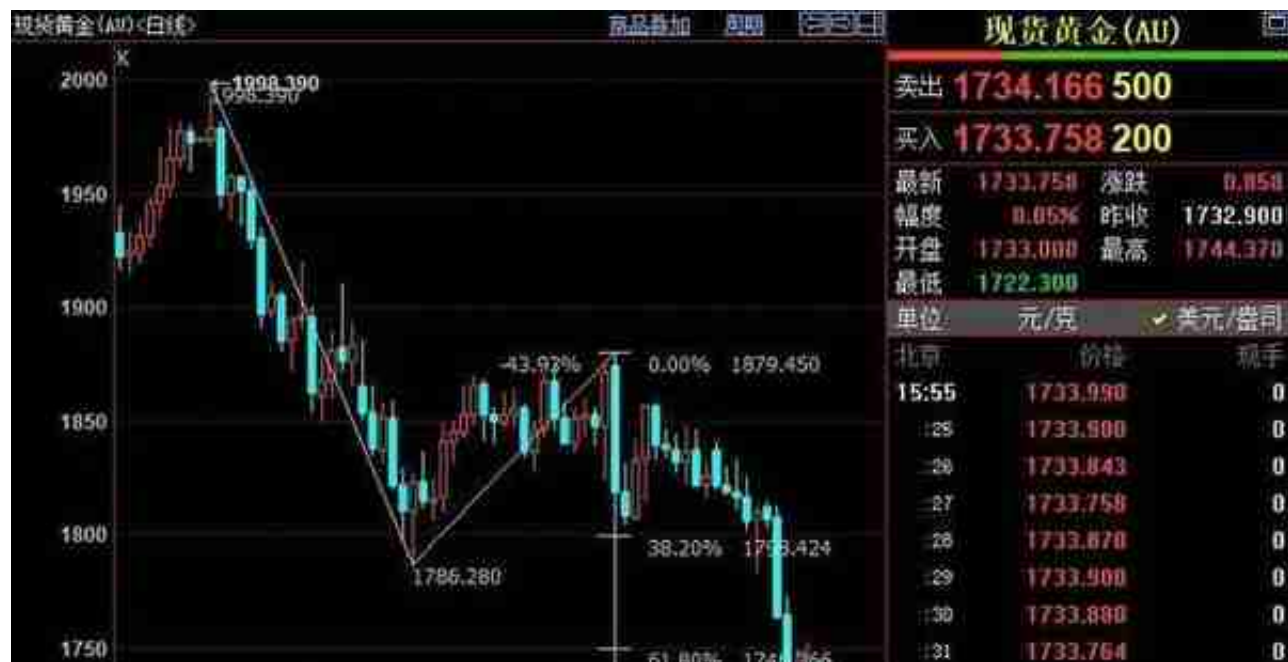 现货黄金(AU)<日线> 商品叠加 周期
现货黄金(AU)
卖出 1734.166 500
买入 1733.758 200
最新 1733.758 涨跌 0.858
幅度 0.05% 昨收 1732.900
开盘 1733.000 最高 1744.370
最低 1722.300
单位 元/克 美元/盎司
北京 价格 现手
15:55 1733.990 0
:25 1733.900 0
:26 1733.843 0
:27 1733.758 0
:28 1733.870 0
:29 1733.900 0
:30 1733.880 0
:31 1733.764 0
X
2000
1998.390
1998.390
1950
1900
-43.93% 0.00% 1879.450
1850
1800
38.20%
1786.280
1750
61.80%